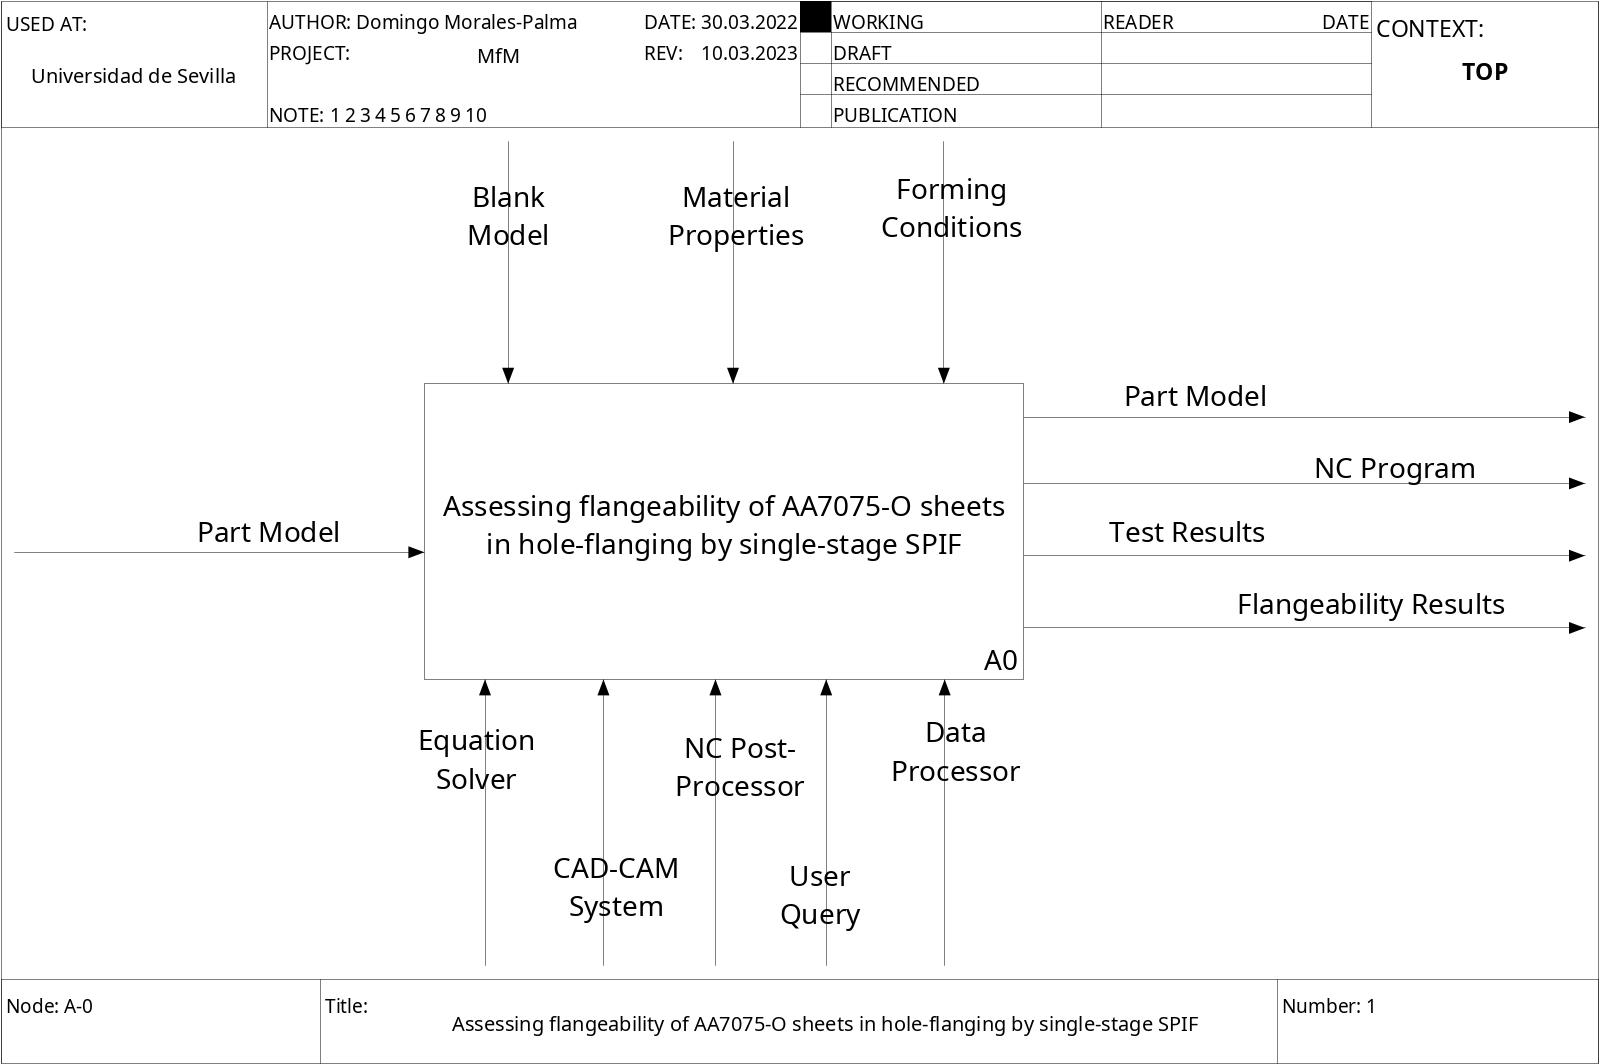 USED AT:
Universidad de Sevilla
AUTHOR: Domingo Morales-Palma
DATE: 30.03.2022
PROJECT:
MfM
REV: 10.03.2023
NOTE: 1 2 3 4 5 6 7 8 9 10
WORKING
DRAFT
RECOMMENDED
PUBLICATION
READER
DATE
CONTEXT:
TOP
Blank
Model
Material
Properties
Forming
Conditions
Part Model
Assessing flangeability of AA7075-O sheets
in hole-flanging by single-stage SPIF
A0
Part Model
NC Program
Test Results
Flangeability Results
Equation
Solver
CAD-CAM
System
NC Post-
Processor
User
Query
Data
Processor
Node: A-0
Title:
Assessing flangeability of AA7075-O sheets in hole-flanging by single-stage SPIF
Number: 1